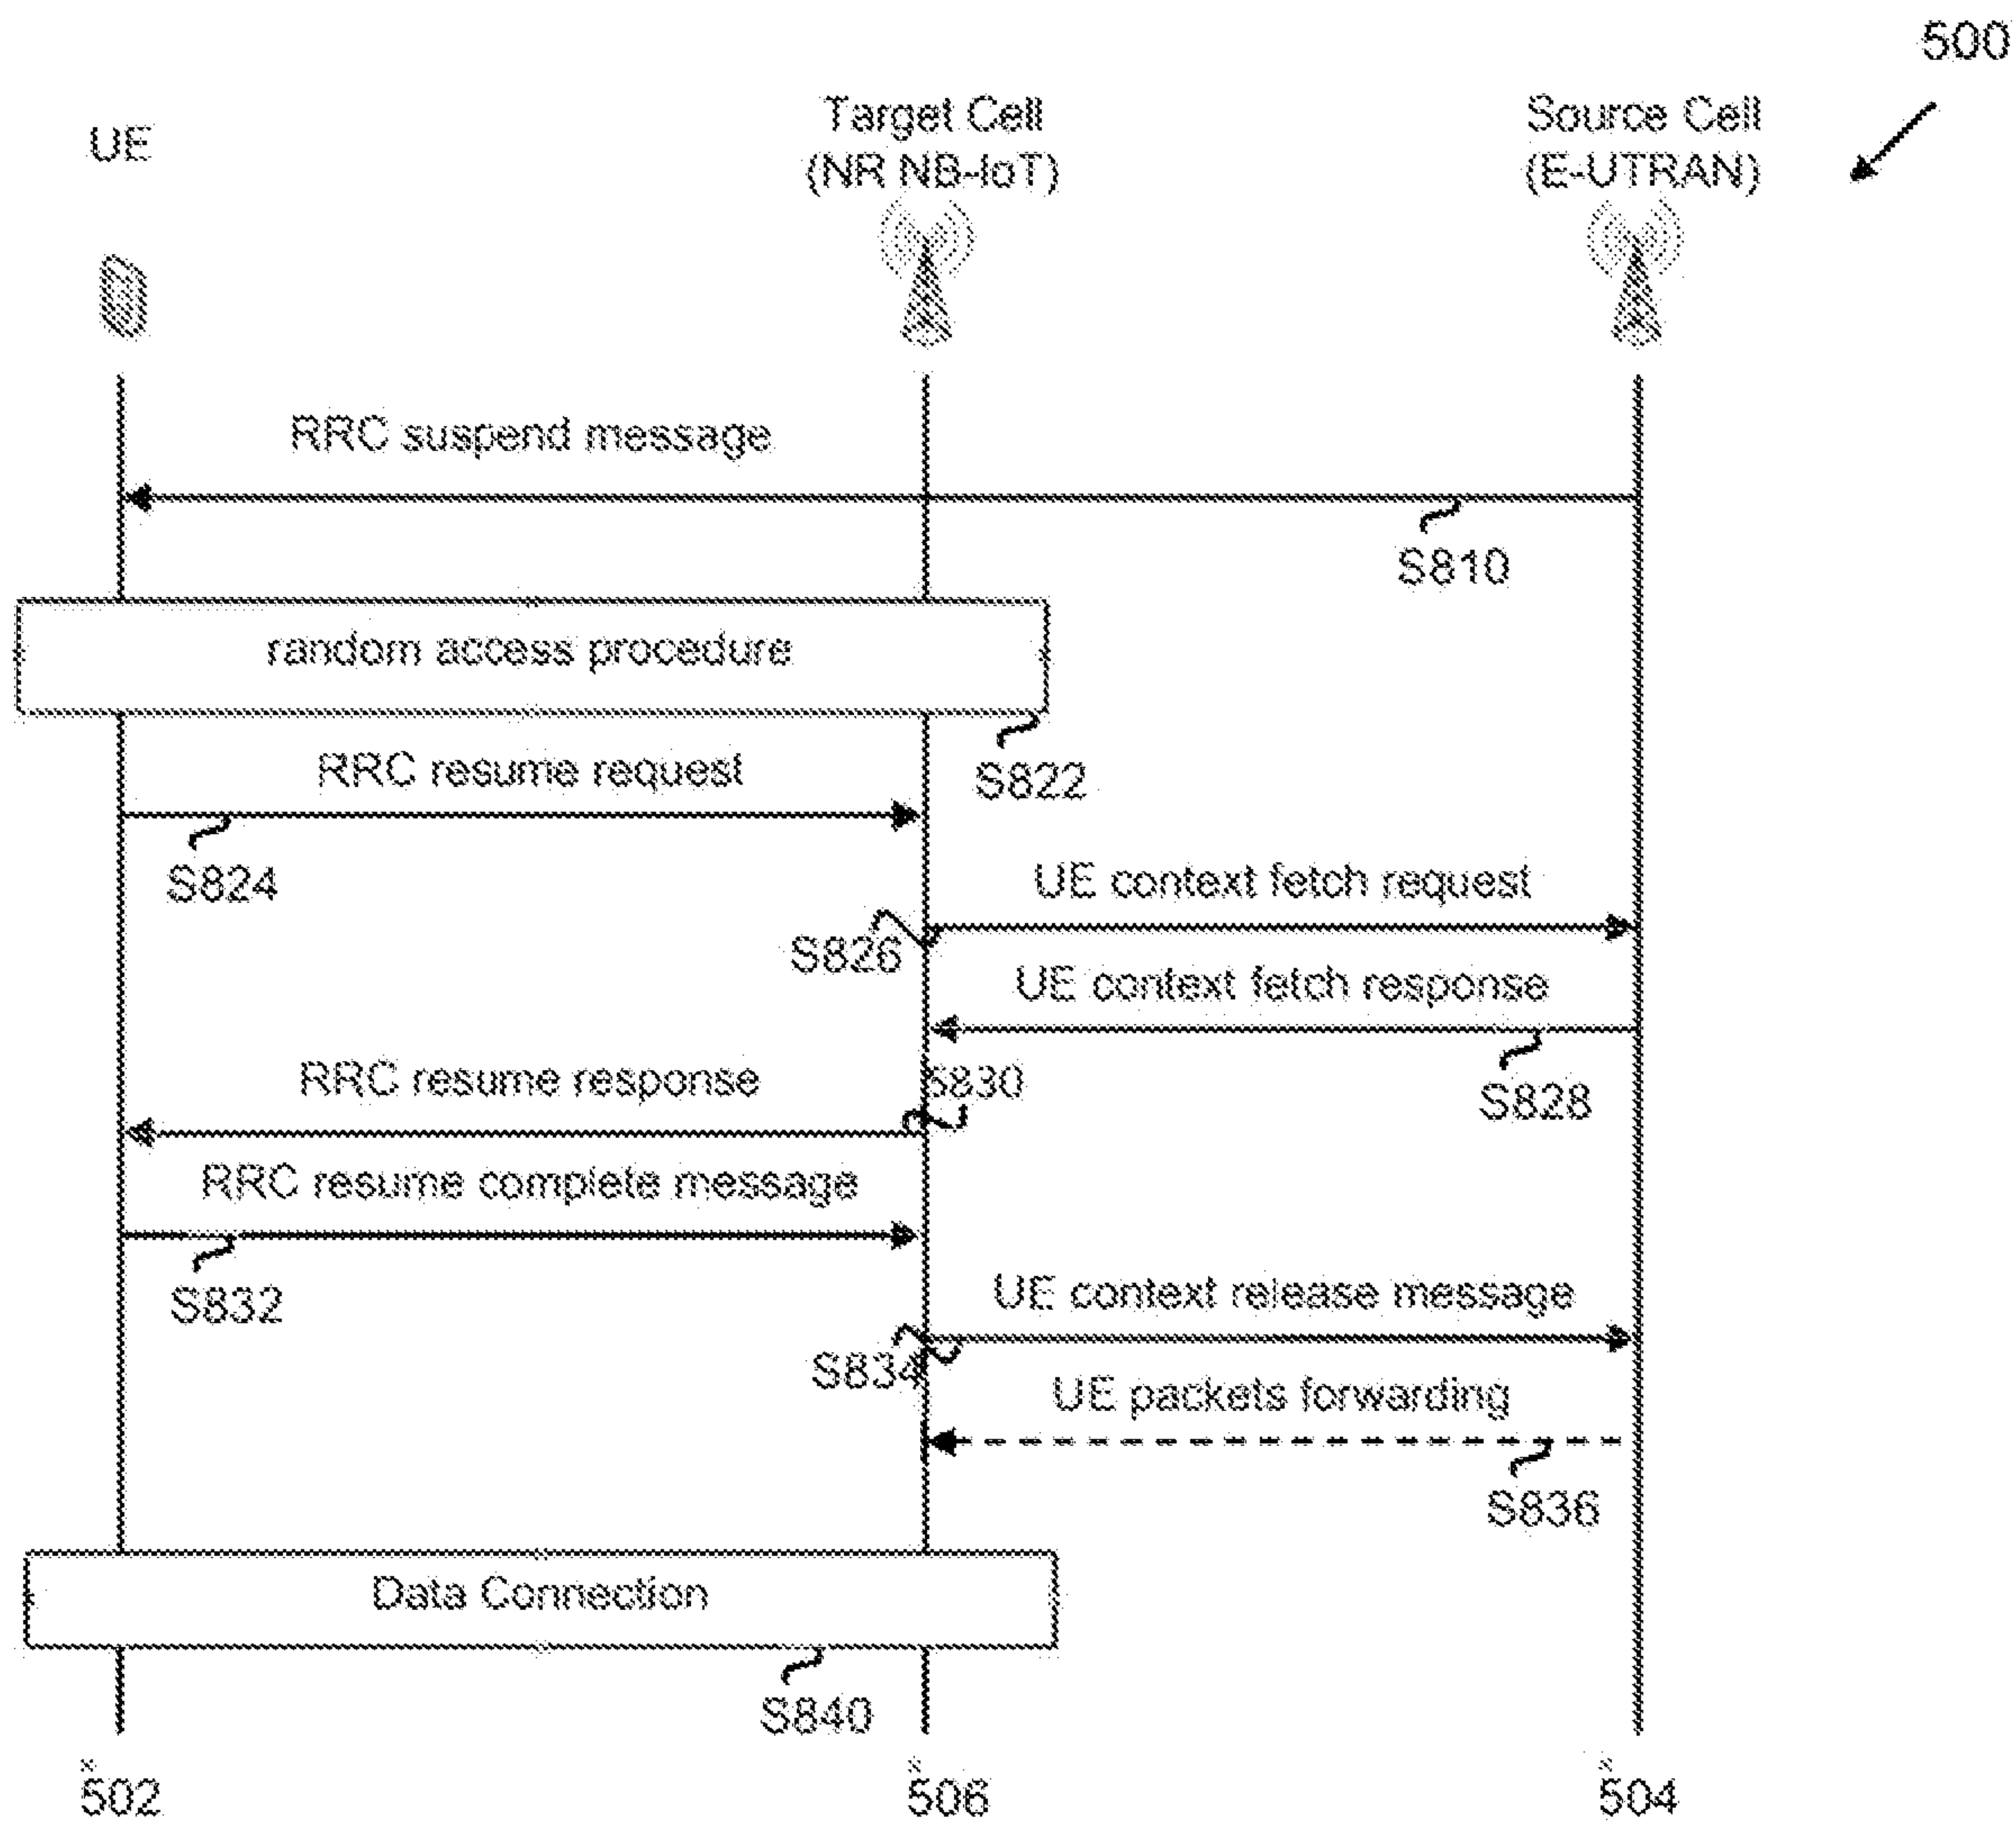 500
UE
Target Cell
(NR NB-IoT)
Source Cell
(E-UTRAN)
RRC suspend message
S810
random access procedure
S822
RRC resume request
S824
UE context fetch request
S826
UE context fetch response
S828
RRC resume response
S830
RRC resume complete message
S832
UE context release message
S834
UE packets forwarding
S836
Data Connection
S840
502
506
504